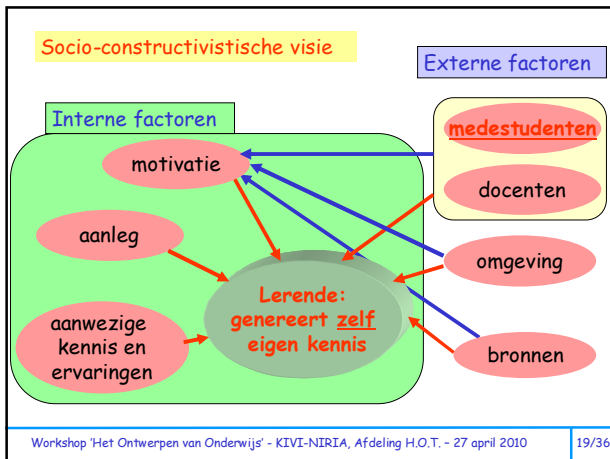 Socio-constructivistische visie
Externe factoren
Interne factoren
medestudenten
motivatie
docenten
aanleg
omgeving
Lerende:
genereert zelf
eigen kennis
aanwezige
kennis en
ervaringen
bronnen
Workshop 'Het Ontwerpen van Onderwijs' - KIVI-NIRIA, Afdeling H.O.T. – 27 april 2010
19/36